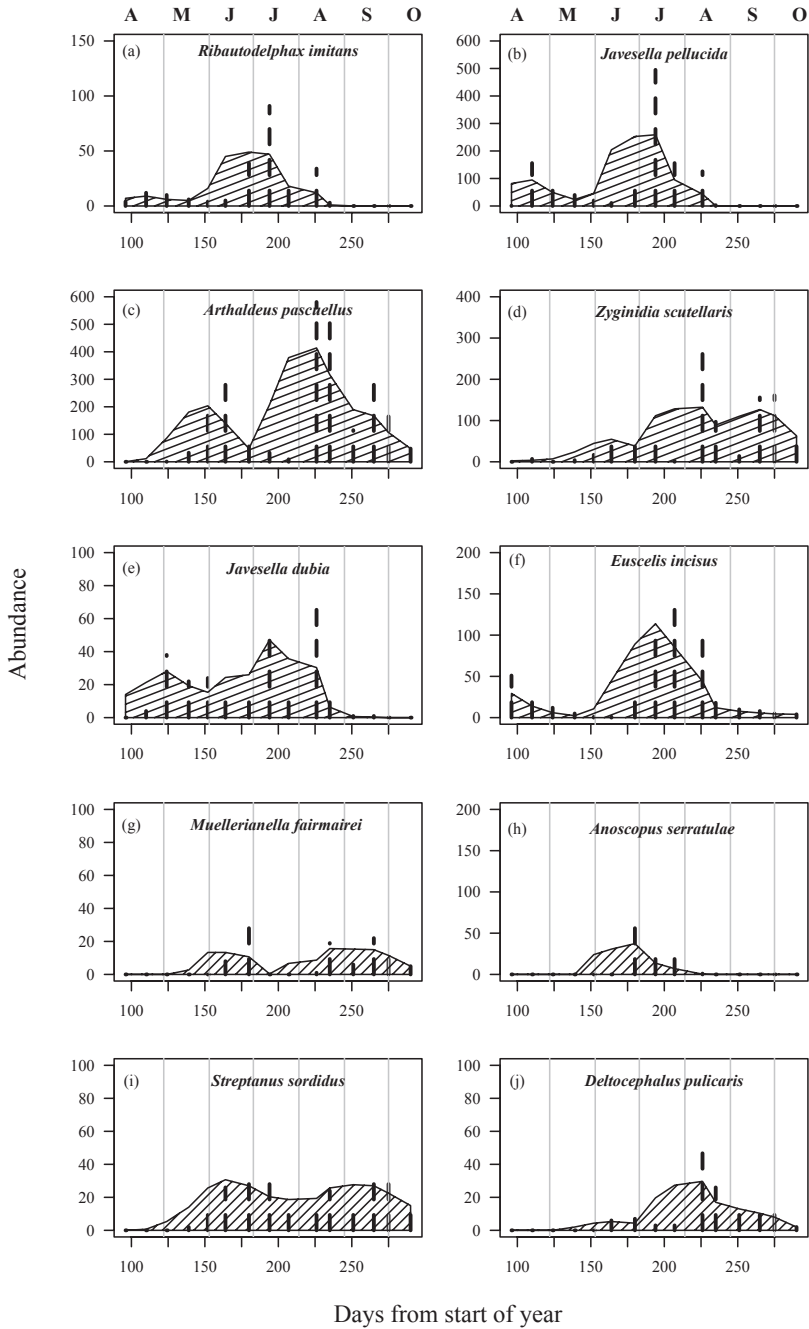 A M J J A S O
A M J J A S O
(a) Ribautodelphax imitans
150
100
50
0
100 150 200 250
(b) Javesella pellucida
600
500
400
300
200
100
0
100 150 200 250
(c) Arthaldeus pascuellus
600
500
400
300
200
100
0
100 150 200 250
(d) Zyginidia scutellaris
400
300
200
100
0
100 150 200 250
Abundance
(e) Javesella dubia
100
80
60
40
20
0
100 150 200 250
(f) Euscelis incisus
200
150
100
50
0
100 150 200 250
(g) Muellerianella fairmairei
100
80
60
40
20
0
100 150 200 250
(h) Anoscopus serratulae
200
150
100
50
0
100 150 200 250
(i) Streptanus sordidus
100
80
60
40
20
0
100 150 200 250
(j) Deltocephalus pulicaris
100
80
60
40
20
0
100 150 200 250
Days from start of year